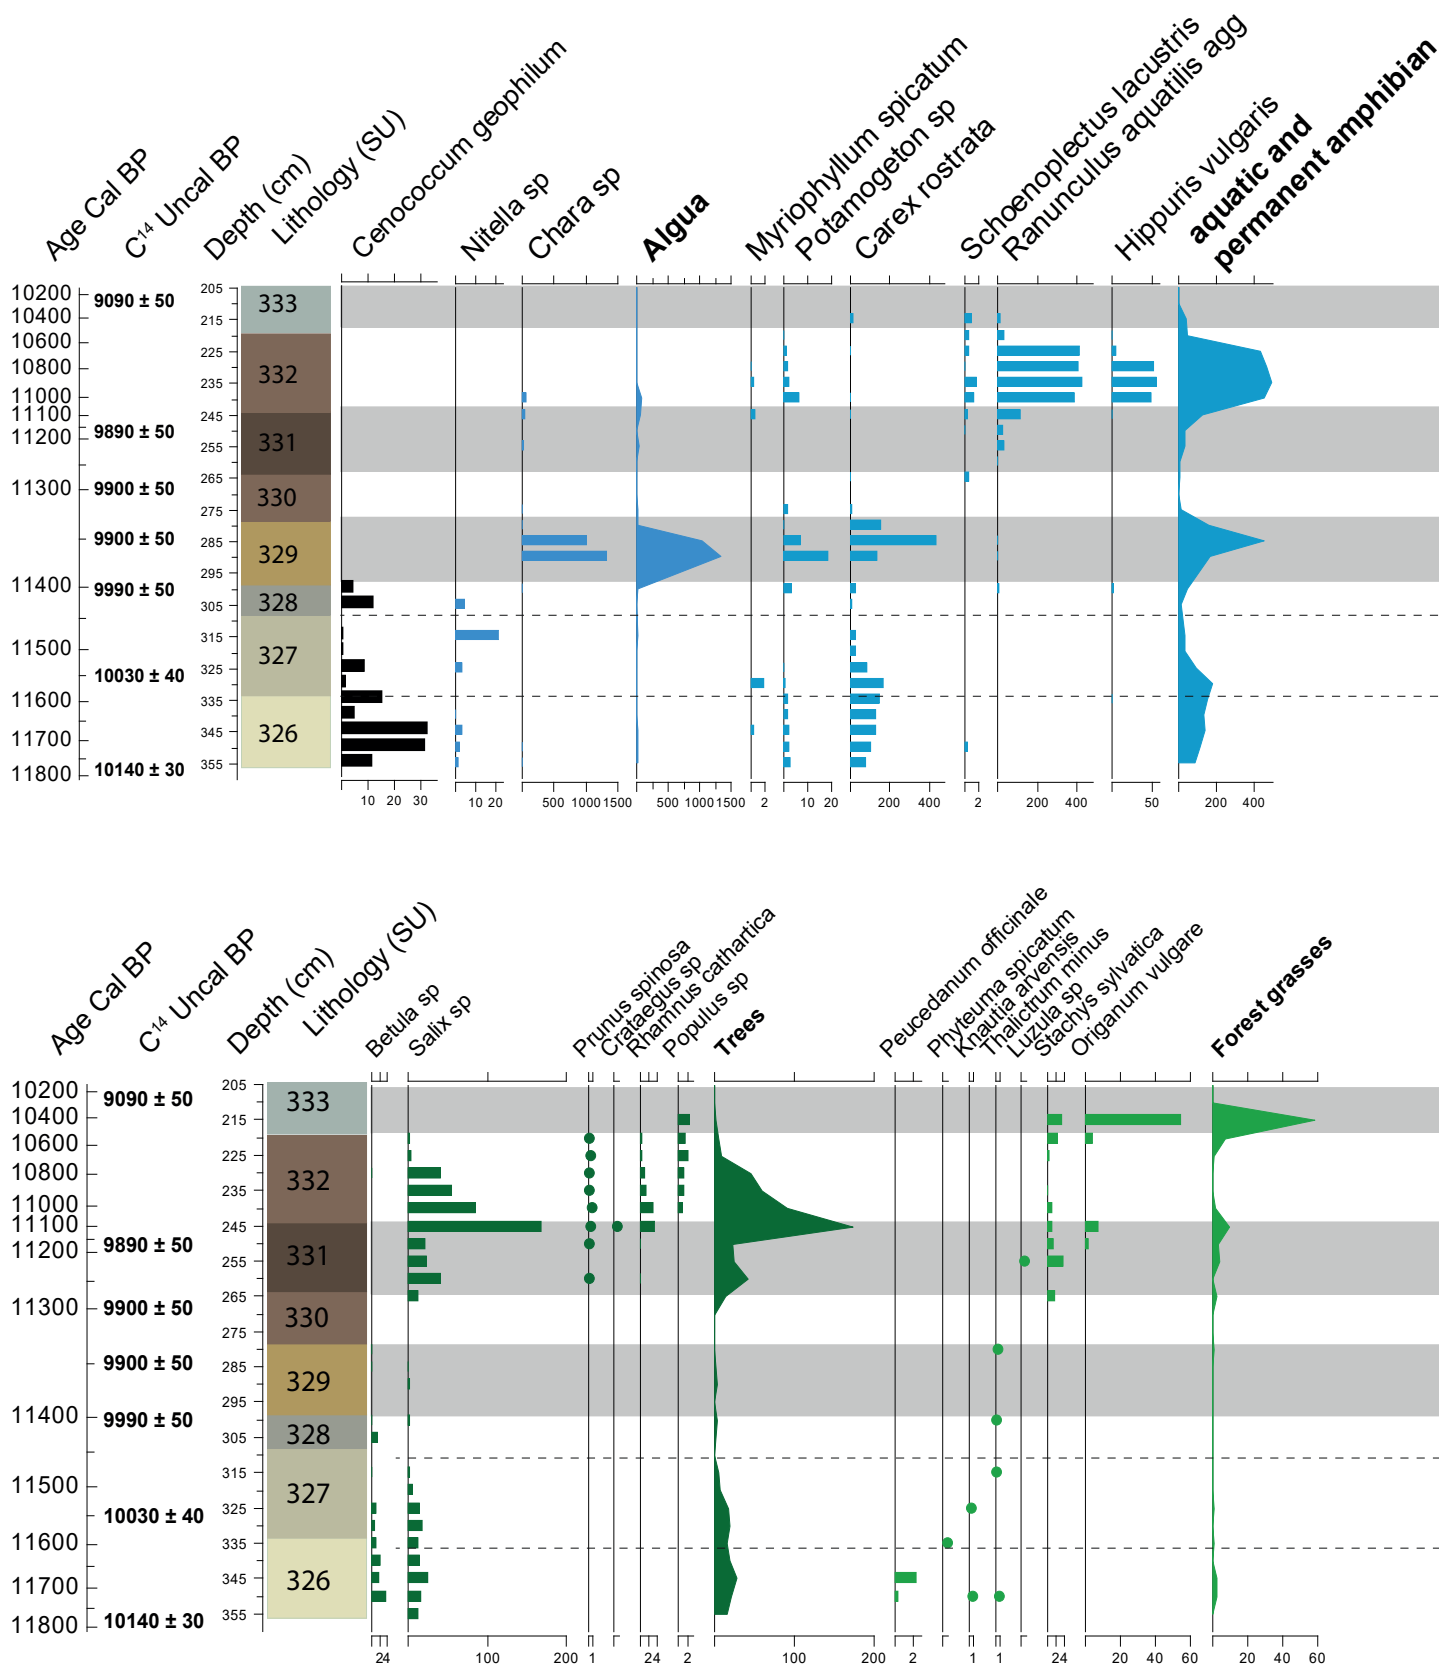 Age Cal BP
C14 Uncal BP
Depth (cm)
Lithology (SU)
Cenococcum geophilum
Nitella sp
Chara sp
Algua
Myriophyllum spicatum
Potamogeton sp
Carex rostrata
Schoenoplectus lacustris
Ranunculus aquatilis agg
Hippuris vulgaris
aquatic and
permanent amphibian
10200
10400
10600
10800
11000
11100
11200
11300
11400
11500
11600
11700
11800
9090 ± 50
9890 ± 50
9900 ± 50
9900 ± 50
9990 ± 50
10030 ± 40
10140 ± 30
205
215
225
235
245
255
265
275
285
295
305
315
325
335
345
355
333
332
331
330
329
328
327
326
10 20 30
10 20
500 1000 1500
500 1000 1500
2
10 20
200 400
2
200 400
50
200 400
Age Cal BP
C14 Uncal BP
Depth (cm)
Lithology (SU)
Betula sp
Salix sp
Prunus spinosa
Crataegus sp
Rhamnus cathartica
Populus sp
Trees
Peucedanum officinale
Phyteuma spicatum
Knautia arvensis
Thalictrum minus
Luzula sp
Stachys sylvatica
Origanum vulgare
Forest grasses
10200
10400
10600
10800
11000
11100
11200
11300
11400
11500
11600
11700
11800
9090 ± 50
9890 ± 50
9900 ± 50
9900 ± 50
9990 ± 50
10030 ± 40
10140 ± 30
205
215
225
235
245
255
265
275
285
295
305
315
325
335
345
355
333
332
331
330
329
328
327
326
24
100 200
1
24
2
100 200
2
1
1
24
20 40 60
20 40 60